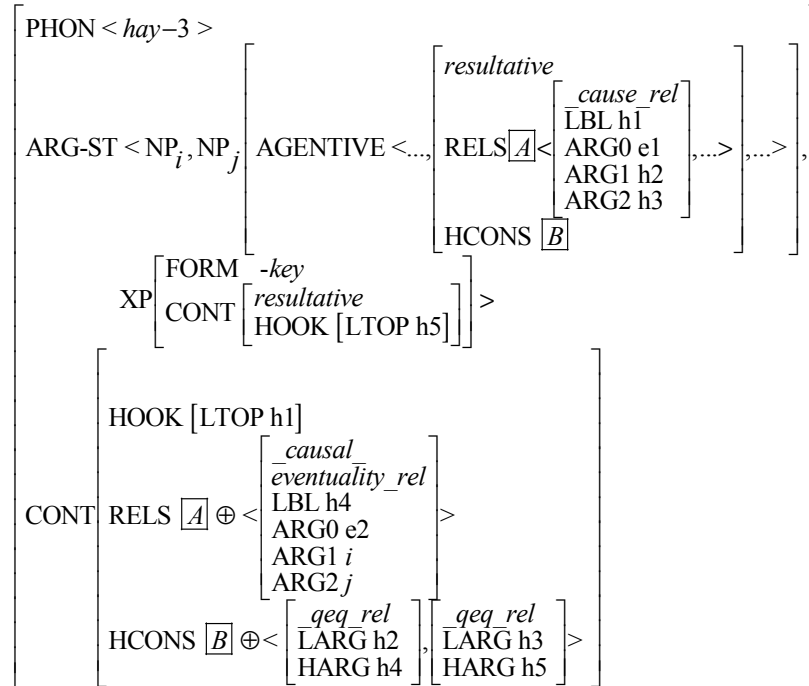 PHON < hay−3 >
resultative
_cause_rel
LBL h1
ARG-ST < NP_i , NP_j AGENTIVE <..., RELS A < ARG0 e1 ,...> ,...> ,
ARG1 h2
ARG2 h3
HCONS B
FORM -key
XP CONT resultative >
HOOK [LTOP h5]
HOOK [LTOP h1]
_causal_
eventuality_rel
LBL h4
CONT RELS A ⊕ < ARG0 e2 >
ARG1 i
ARG2 j
_qeq_rel _qeq_rel
HCONS B ⊕< LARG h2 , LARG h3 >
HARG h4 HARG h5